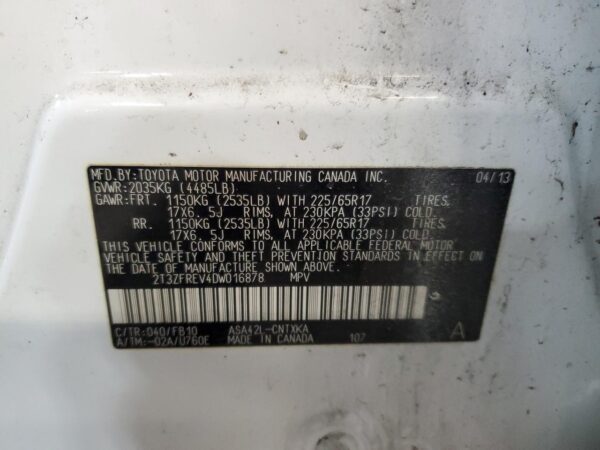 MFD.BY:TOYOTA MOTOR MANUFACTURING CANADA INC. 04/13
GVWR:2035KG (4485LB)
GAWR:FRT. 1150KG (2535LB) WITH 225/65R17 TIRES,
17X6. 5J RIMS, AT 230KPA (33PSI) COLD.
RR. 1150KG (2535LB) WITH 225/65R17 TIRES,
17X6. 5J RIMS, AT 230KPA (33PSI) COLD.
THIS VEHICLE CONFORMS TO ALL APPLICABLE FEDERAL MOTOR
VEHICLE SAFETY AND THEFT PREVENTION STANDARDS IN EFFECT ON THE DATE OF
MANUFACTURE SHOWN ABOVE.
2T3ZFREV4DW016878 MPV
C/TR:040/FB10 ASA42L-CNTXKA A
A/TM:-02A/U760E MADE IN CANADA 107